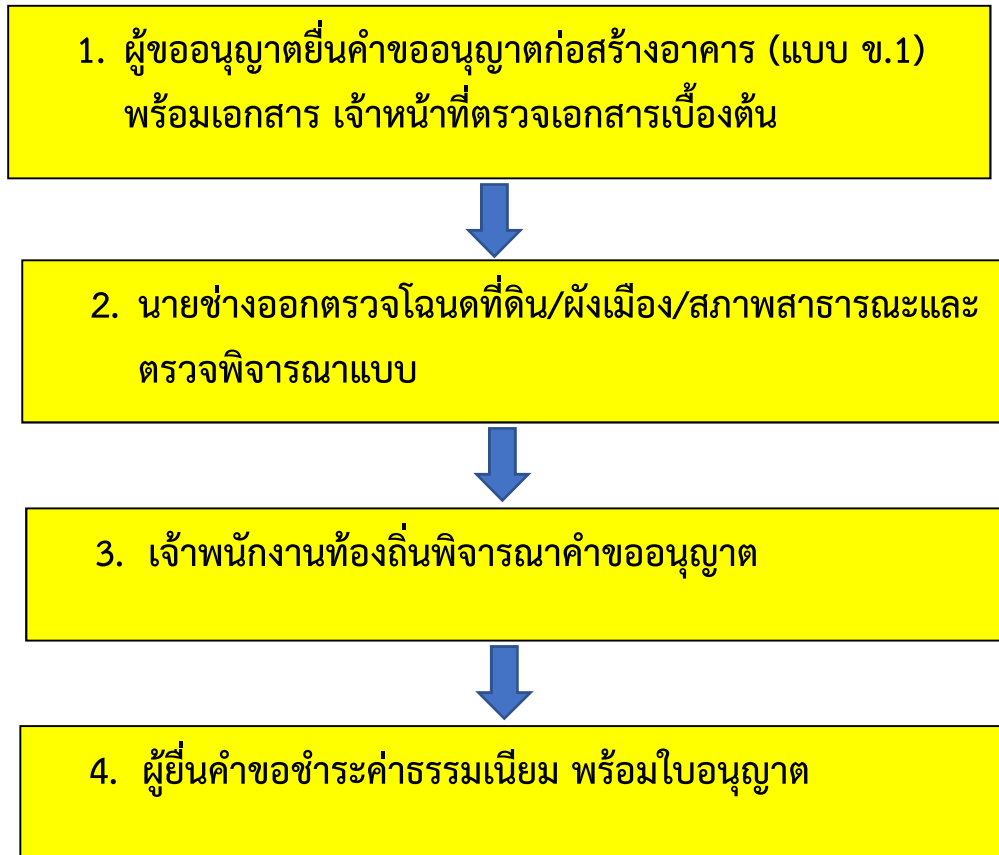 1. ผู้ขออนุญาตยื่นคำขออนุญาตก่อสร้างอาคาร (แบบ ข.1)
พร้อมเอกสาร เจ้าหน้าที่ตรวจเอกสารเบื้องต้น
2. นายช่างออกตรวจโฉนดที่ดิน/ผังเมือง/สภาพสาธารณะและ
ตรวจพิจารณาแบบ
3. เจ้าพนักงานท้องถิ่นพิจารณาคำขออนุญาต
4. ผู้ยื่นคำขอชำระค่าธรรมเนียม พร้อมใบอนุญาต